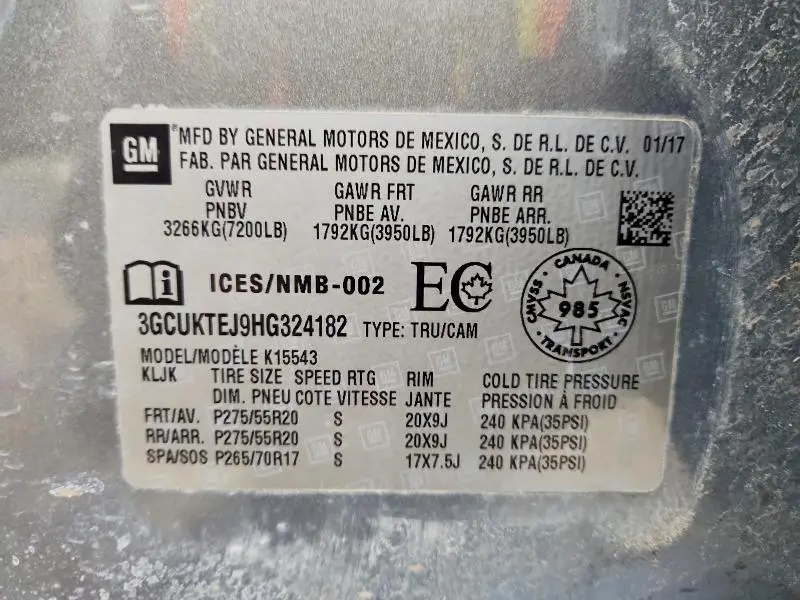 GM
MFD BY GENERAL MOTORS DE MEXICO, S. DE R.L. DE C.V. 01/17
FAB. PAR GENERAL MOTORS DE MEXICO, S. DE R.L. DE C.V.
GVWR GAWR FRT GAWR RR
PNBV PNBE AV. PNBE ARR.
3266KG(7200LB) 1792KG(3950LB) 1792KG(3950LB)
i ICES/NMB-002 EC
CANADA
CMVSS 985 NSVAC
TRANSPORT
3GCUKTEJ9HG324182 TYPE: TRU/CAM
MODEL/MODÈLE K15543
KLJK TIRE SIZE SPEED RTG RIM COLD TIRE PRESSURE
DIM. PNEU COTE VITESSE JANTE PRESSION À FROID
FRT/AV. P275/55R20 S 20X9J 240 KPA(35PSI)
RR/ARR. P275/55R20 S 20X9J 240 KPA(35PSI)
SPA/SOS P265/70R17 S 17X7.5J 240 KPA(35PSI)